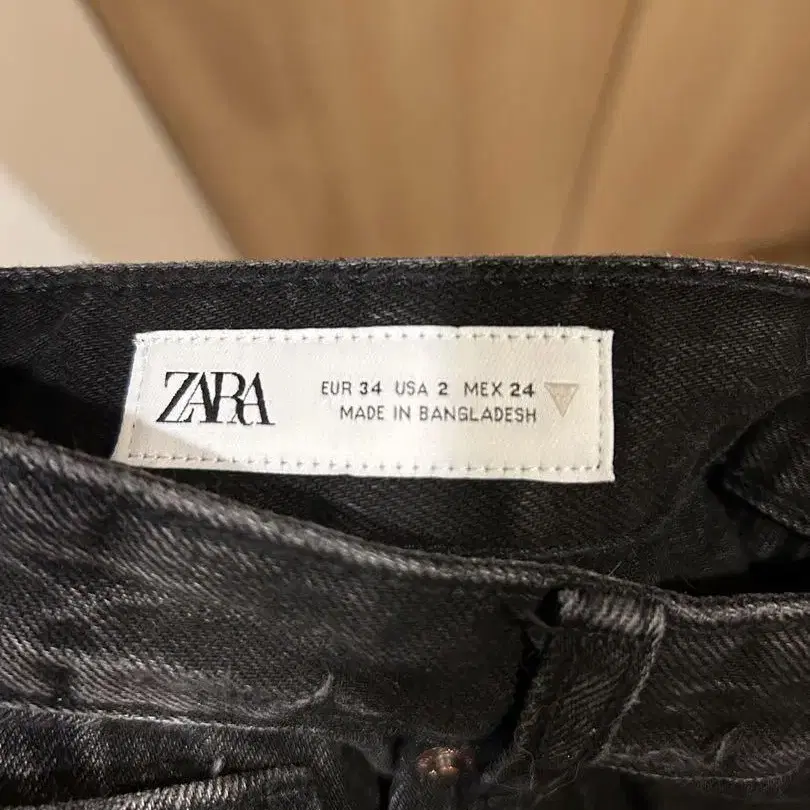 ZARA
EUR 34 USA 2 MEX 24
MADE IN BANGLADESH